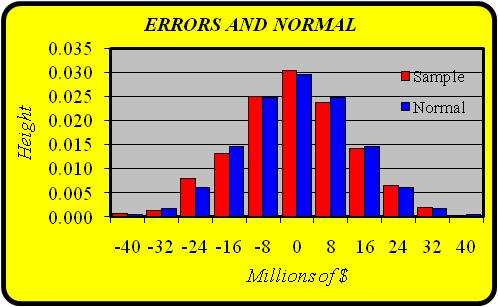 ERRORS AND NORMAL
Height
0.035
0.030
0.025
0.020
0.015
0.010
0.005
0.000
Sample
Normal
-40 -32 -24 -16 -8 0 8 16 24 32 40
Millions of $